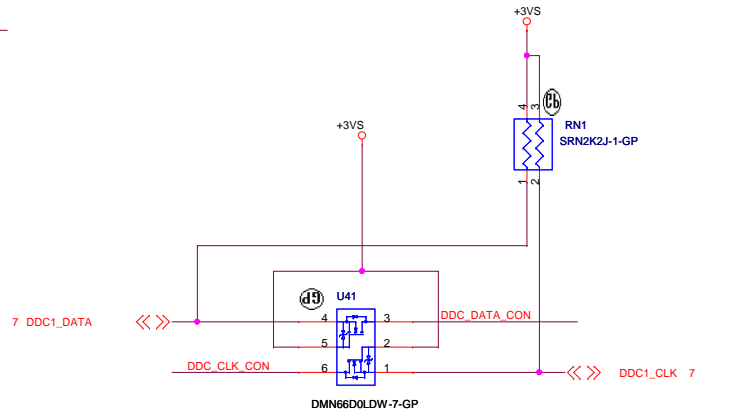 +3VS
4 3
RN1
SRN2K2J-1-GP
1 2
+3VS
GP
U41
7 DDC1_DATA
4 3 DDC_DATA_CON
5 2
DDC_CLK_CON 6 1
DDC1_CLK 7
DMN66D0LDW-7-GP